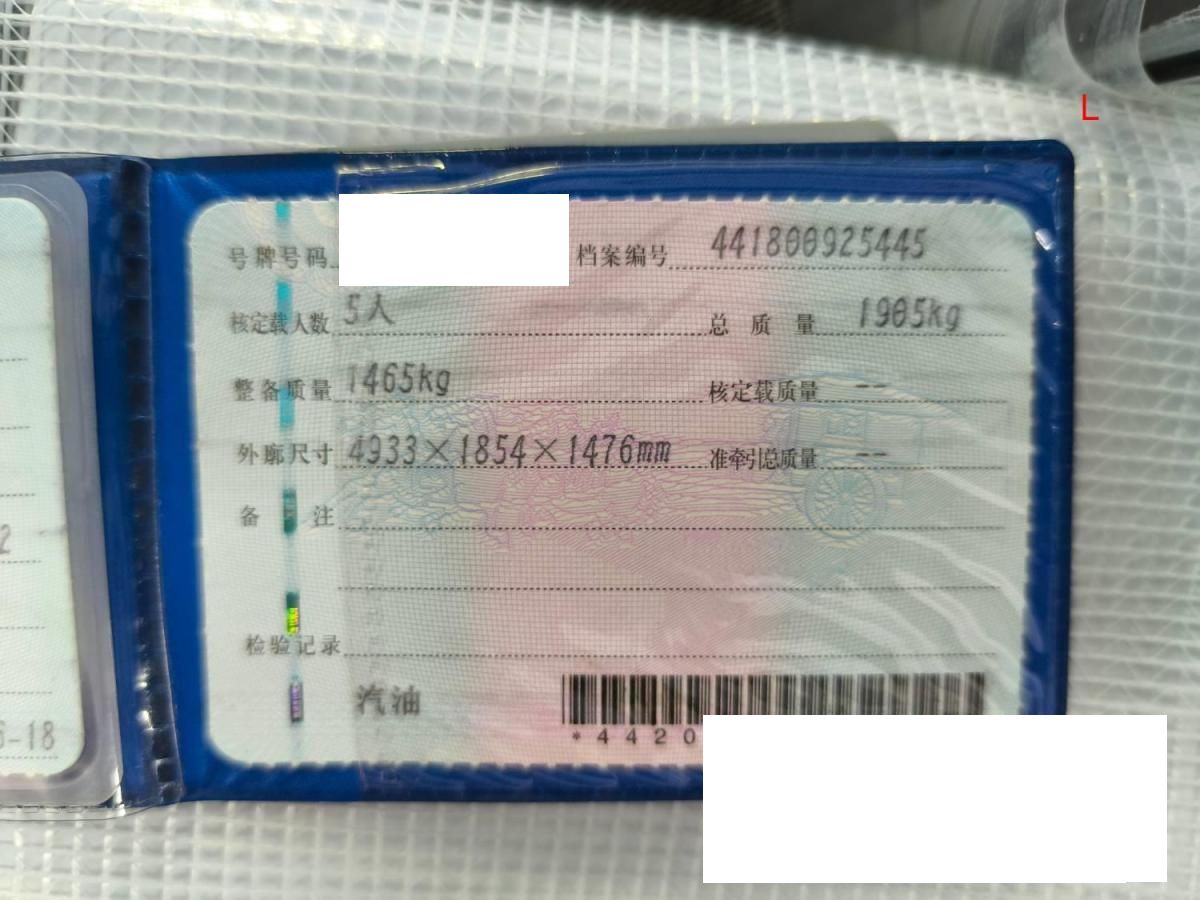 L
号牌号码 档案编号 441800925445
核定载人数 5人 总质量 1905kg
整备质量 1465kg 核定载质量 --
外廓尺寸 4933×1854×1476mm 准牵引总质量 --
备注
检验记录
汽油
*4420
2
6-18